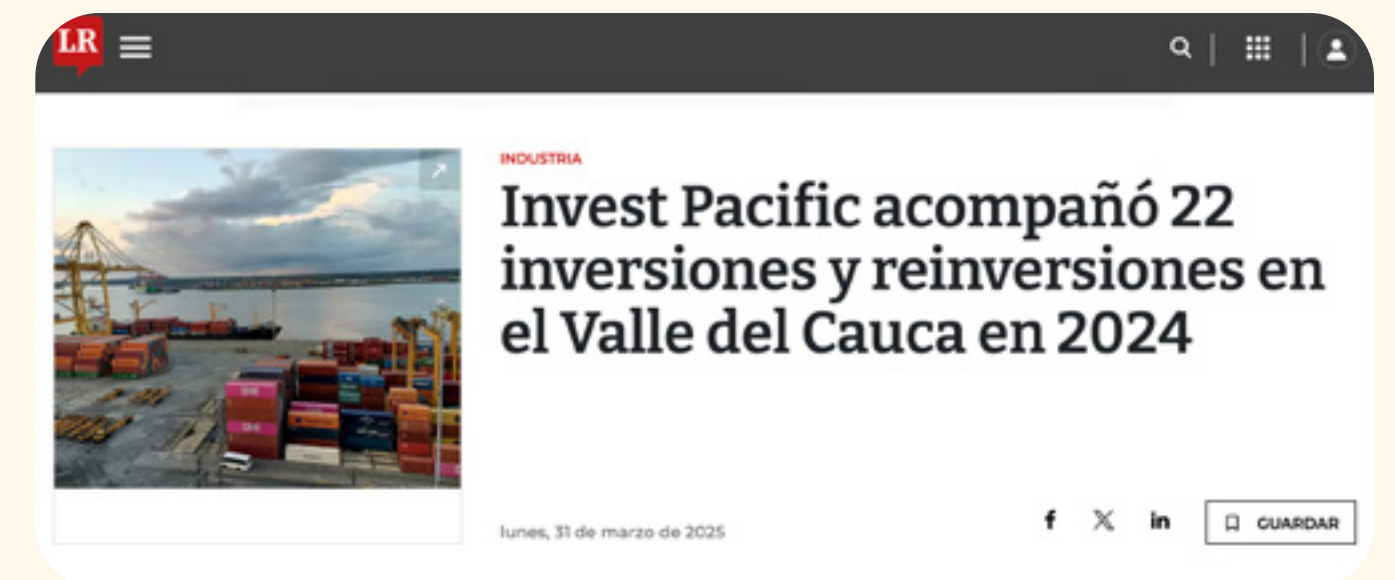 LR
INDUSTRIA
Invest Pacific acompañó 22
inversiones y reinversiones en
el Valle del Cauca en 2024
lunes, 31 de marzo de 2025
GUARDAR